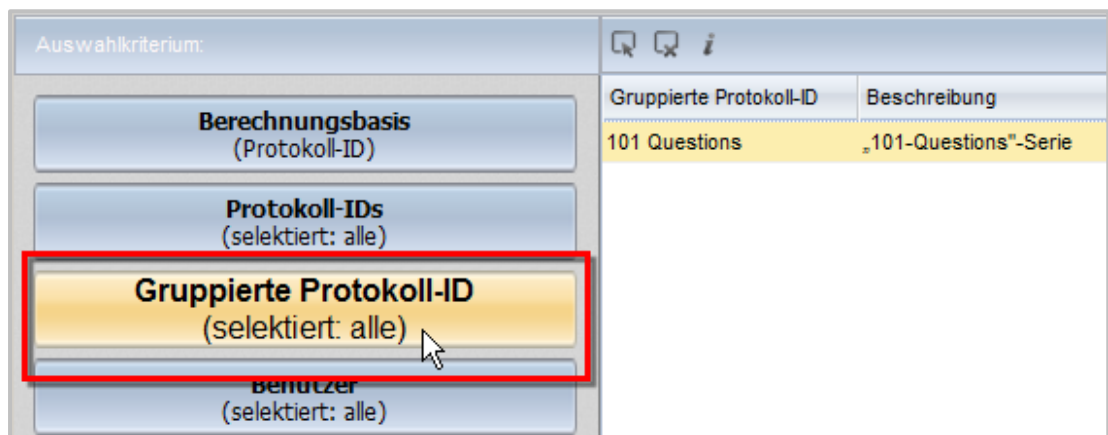 Auswahlkriterium:
Berechnungsbasis
(Protokoll-ID)
Protokoll-IDs
(selektiert: alle)
Gruppierte Protokoll-ID
(selektiert: alle)
Benutzer
(selektiert: alle)
Gruppierte Protokoll-ID Beschreibung
101 Questions „101-Questions"-Serie